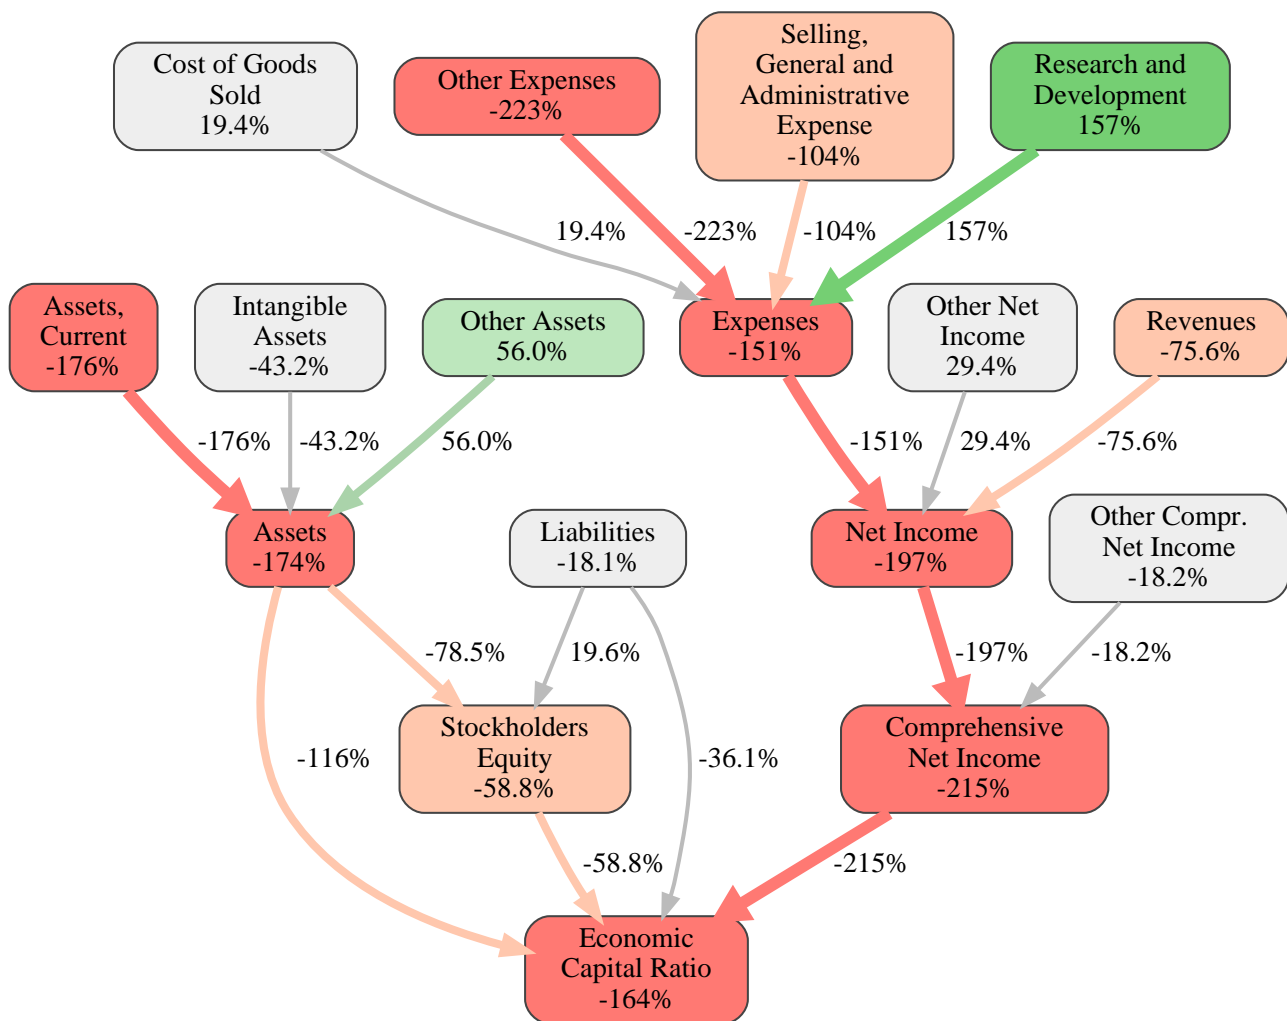 Cost of Goods
Sold
19.4%
Other Expenses
-223%
Selling,
General and
Administrative
Expense
-104%
Research and
Development
157%
19.4%
-223%
-104%
157%
Assets,
Current
-176%
Intangible
Assets
-43.2%
Other Assets
56.0%
Expenses
-151%
Other Net
Income
29.4%
Revenues
-75.6%
-176%
-43.2%
56.0%
-151%
29.4%
-75.6%
Assets
-174%
Liabilities
-18.1%
Net Income
-197%
Other Compr.
Net Income
-18.2%
-78.5%
19.6%
-197%
-18.2%
-116%
Stockholders
Equity
-58.8%
-36.1%
Comprehensive
Net Income
-215%
-58.8%
-215%
Economic
Capital Ratio
-164%